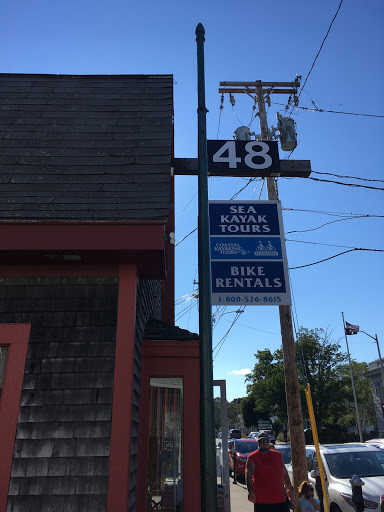 48
SEA
KAYAK
TOURS
COASTAL
KAYAKING
TOURS
BIKE
RENTALS
1-800-526-8615